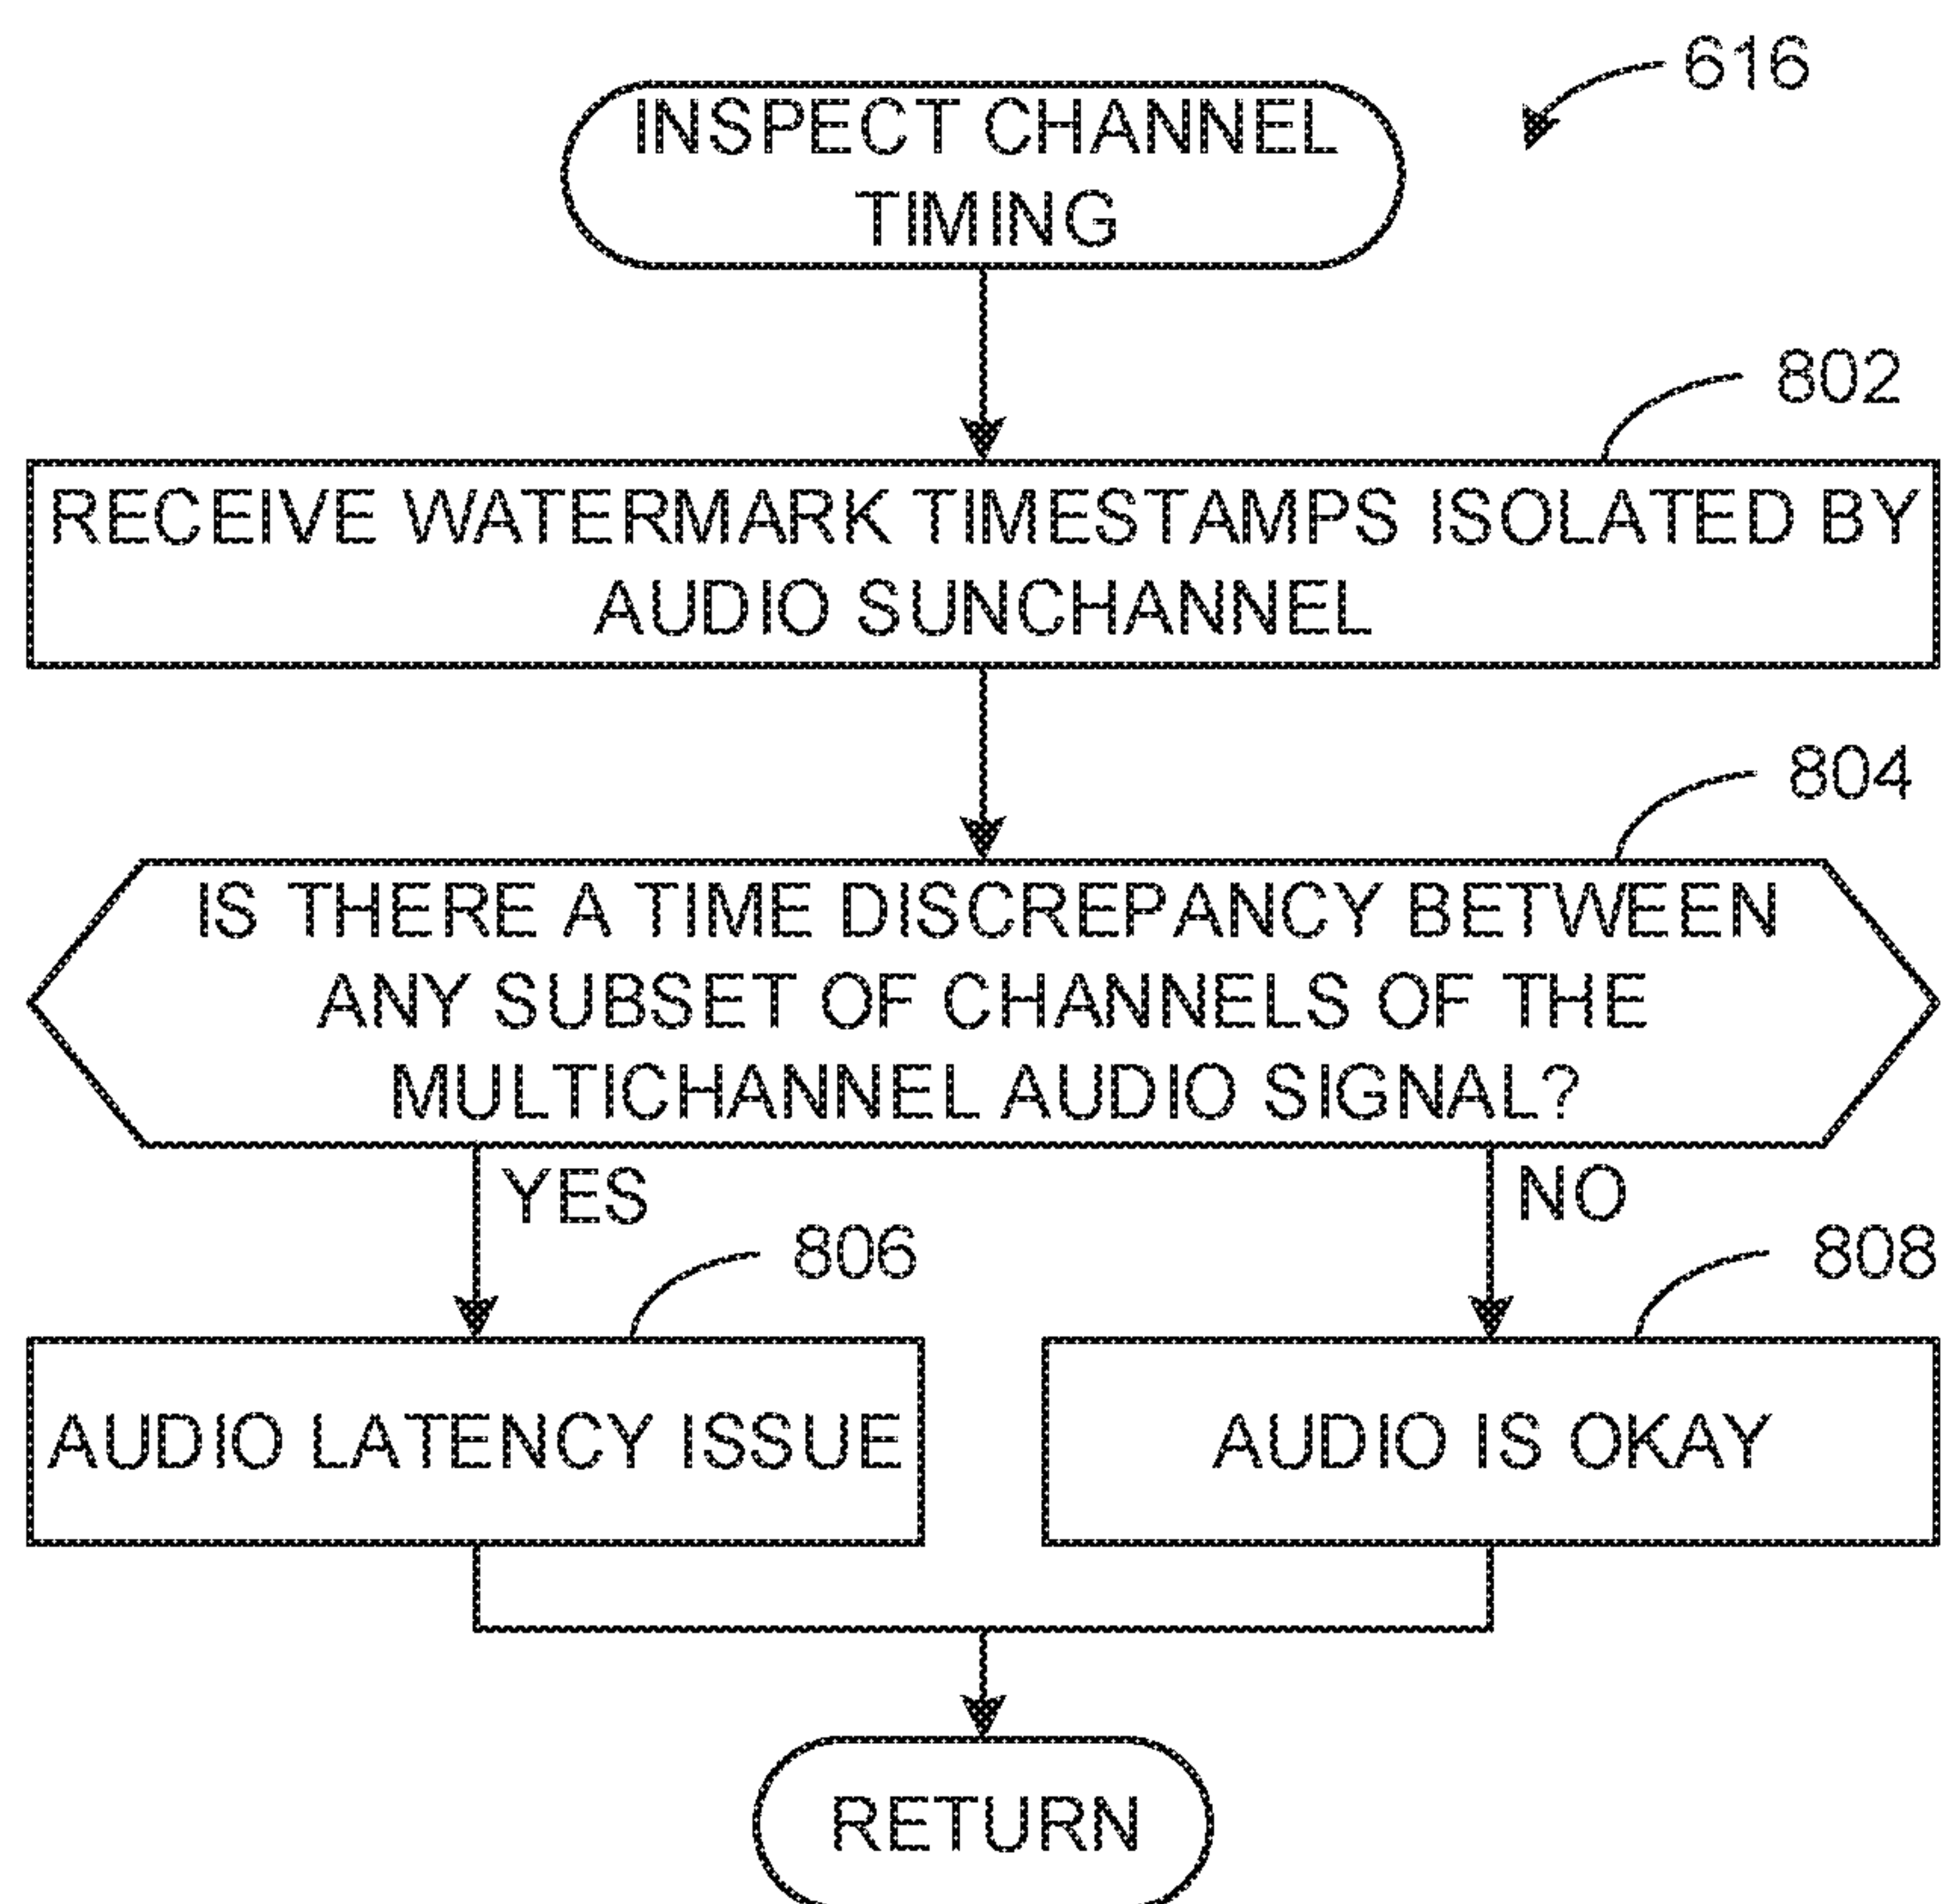 616
INSPECT CHANNEL
TIMING
802
RECEIVE WATERMARK TIMESTAMPS ISOLATED BY
AUDIO SUNCHANNEL
804
IS THERE A TIME DISCREPANCY BETWEEN
ANY SUBSET OF CHANNELS OF THE
MULTICHANNEL AUDIO SIGNAL?
YES
NO
806
808
AUDIO LATENCY ISSUE
AUDIO IS OKAY
RETURN